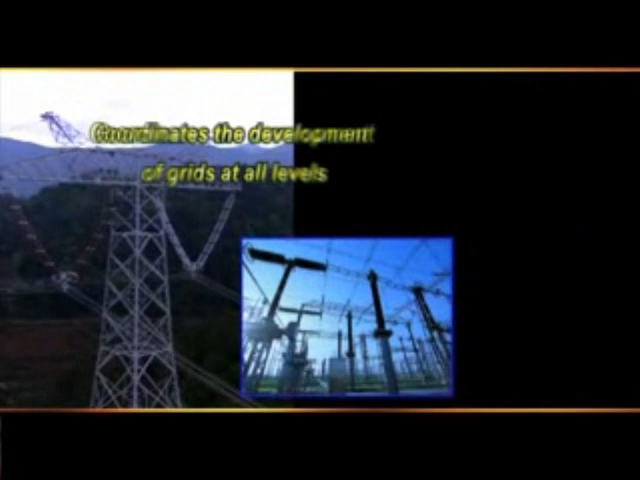 Coordinates the development
of grids at all levels